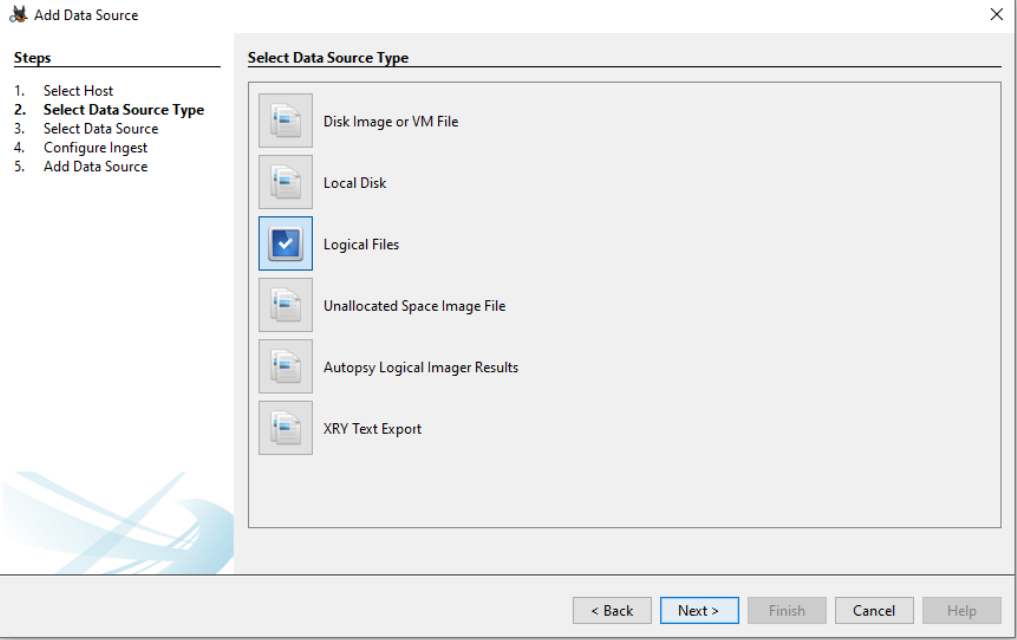 Add Data Source
Steps
1. Select Host
2. Select Data Source Type
3. Select Data Source
4. Configure Ingest
5. Add Data Source
Select Data Source Type
Disk Image or VM File
Local Disk
Logical Files
Unallocated Space Image File
Autopsy Logical Imager Results
XRY Text Export
< Back
Next >
Finish
Cancel
Help